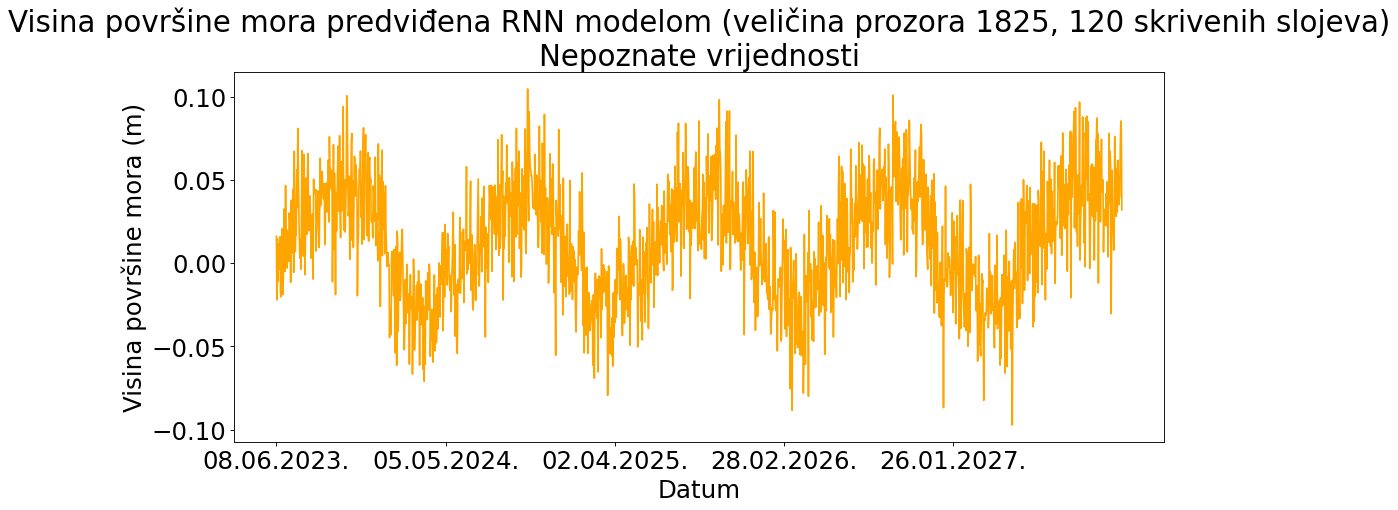 Visina površine mora predviđena RNN modelom (veličina prozora 1825, 120 skrivenih slojeva)
Nepoznate vrijednosti
Visina površine mora (m)
0.10
0.05
0.00
−0.05
−0.10
08.06.2023. 05.05.2024. 02.04.2025. 28.02.2026. 26.01.2027.
Datum